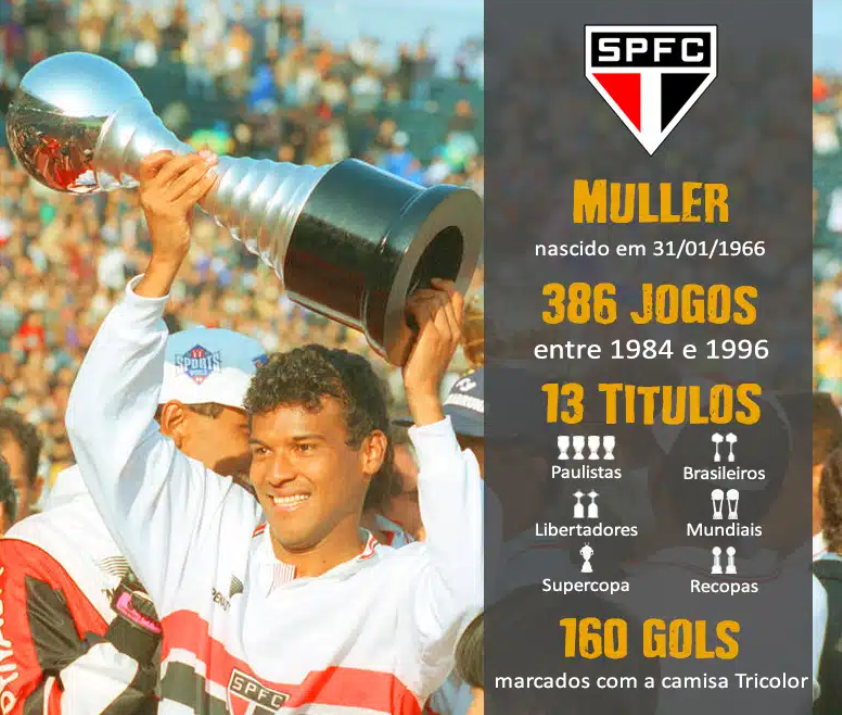 SPFC
MULLER
nascido em 31/01/1966
386 JOGOS
entre 1984 e 1996
13 TITULOS
Paulistas
Brasileiros
Libertadores
Mundiais
Supercopa
Recopas
160 GOLS
marcados com a camisa Tricolor
SPORTS
SPFC